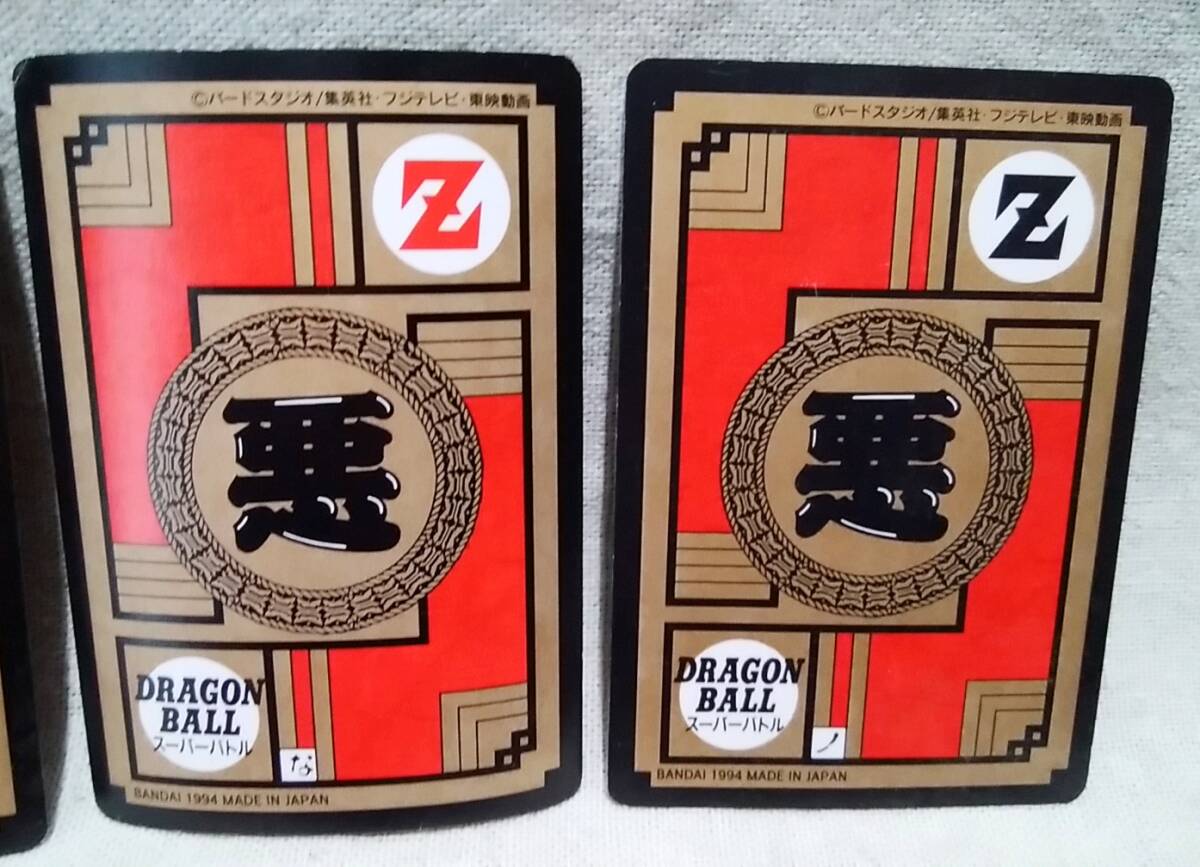 ©バードスタジオ/集英社・フジテレビ・東映動画
Z
悪
DRAGON
BALL
スーパーバトル
な
BANDAI 1994 MADE IN JAPAN
©バードスタジオ/集英社・フジテレビ・東映動画
Z
悪
DRAGON
BALL
スーパーバトル
ノ
BANDAI 1994 MADE IN JAPAN